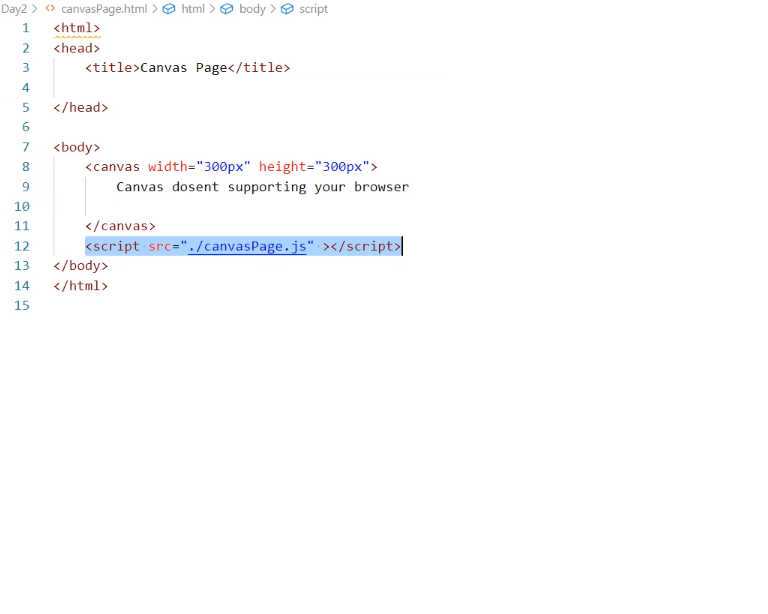 Day2 > <> canvasPage.html > html > body > script
1 <html>
2 <head>
3 <title>Canvas Page</title>
4
5 </head>
6
7 <body>
8 <canvas width="300px" height="300px">
9 Canvas dosent supporting your browser
10
11 </canvas>
12 <script src="./canvasPage.js" ></script>
13 </body>
14 </html>
15